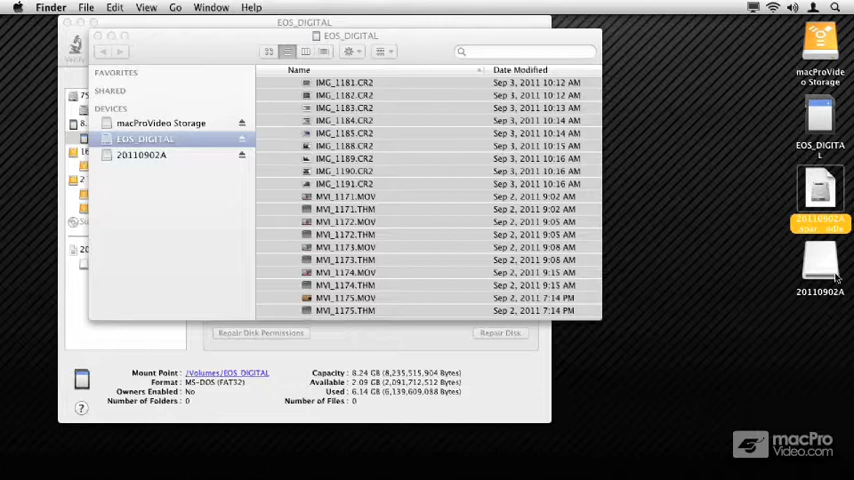 Finder File Edit View Go Window Help
EOS_DIGITAL
EOS_DIGITAL
Name Date Modified
FAVORITES
SHARED
DEVICES
macProVideo Storage
EOS_DIGITAL
20110902A
IMG_1181.CR2 Sep 3, 2011 10:12 AM
IMG_1182.CR2 Sep 3, 2011 10:12 AM
IMG_1183.CR2 Sep 3, 2011 10:13 AM
IMG_1184.CR2 Sep 3, 2011 10:14 AM
IMG_1185.CR2 Sep 3, 2011 10:14 AM
IMG_1188.CR2 Sep 3, 2011 10:15 AM
IMG_1189.CR2 Sep 3, 2011 10:16 AM
IMG_1190.CR2 Sep 3, 2011 10:16 AM
IMG_1191.CR2 Sep 3, 2011 10:16 AM
MVI_1171.MOV Sep 2, 2011 9:02 AM
MVI_1171.THM Sep 2, 2011 9:02 AM
MVI_1172.MOV Sep 2, 2011 9:05 AM
MVI_1172.THM Sep 2, 2011 9:05 AM
MVI_1173.MOV Sep 2, 2011 9:08 AM
MVI_1173.THM Sep 2, 2011 9:08 AM
MVI_1174.MOV Sep 2, 2011 9:15 AM
MVI_1174.THM Sep 2, 2011 9:15 AM
MVI_1175.MOV Sep 2, 2011 7:14 PM
MVI_1175.THM Sep 2, 2011 7:14 PM
Repair Disk Permissions Repair Disk
Mount Point : /Volumes/EOS_DIGITAL Capacity : 8.24 GB (8,235,515,904 Bytes)
Format : MS-DOS (FAT32) Available : 2.09 GB (2,091,712,512 Bytes)
Owners Enabled : No Used : 6.14 GB (6,139,609,088 Bytes)
Number of Folders : 0 Number of Files : 0
?
macProVide
o Storage
EOS_DIGITA
L
20110902A
20110902A
macPro
Video.com